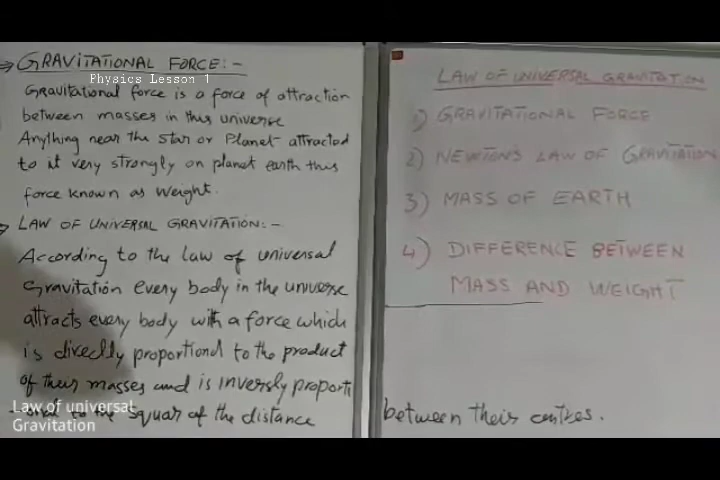 ⇒ GRAVITATIONAL FORCE:-
Physics Lesson 1
Gravitational force is a force of attraction
between masses in this universe
Anything near the star or Planet attracted
to it very strongly on planet earth this
force known as weight.
LAW OF UNIVERSAL GRAVITATION:-
According to the law of universal
Gravitation every body in the universe
attracts every body with a force which
is directly proportional to the product
of their masses and is inversly proporti
to the squar of the distance between their centres.
Law of universal
Gravitation
LAW OF UNIVERSAL GRAVITATION
1) GRAVITATIONAL FORCE
2) NEWTON'S LAW OF GRAVITATION
3) MASS OF EARTH
4) DIFFERENCE BETWEEN
MASS AND WEIGHT